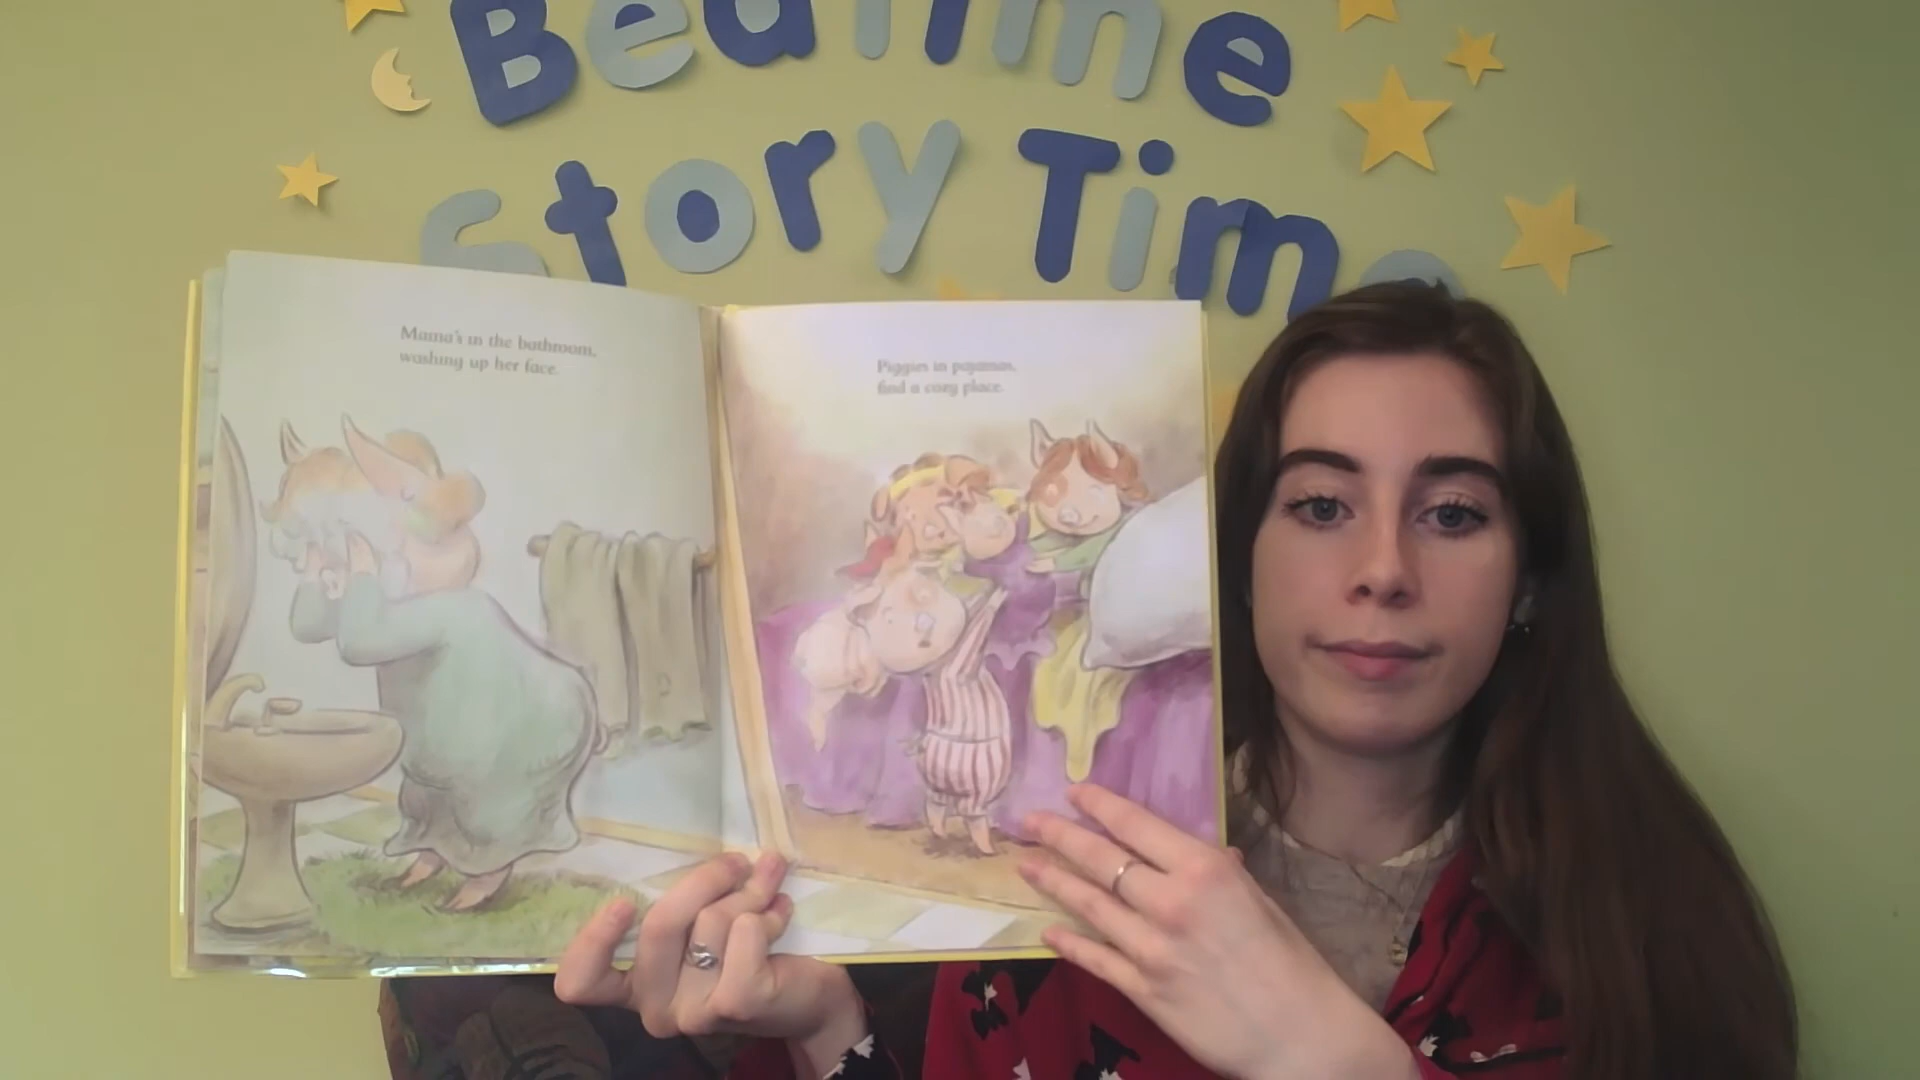 Bedtime
Story Time
Mama's in the bathroom,
washing up her face.
Piggies in pajamas,
find a cozy place.